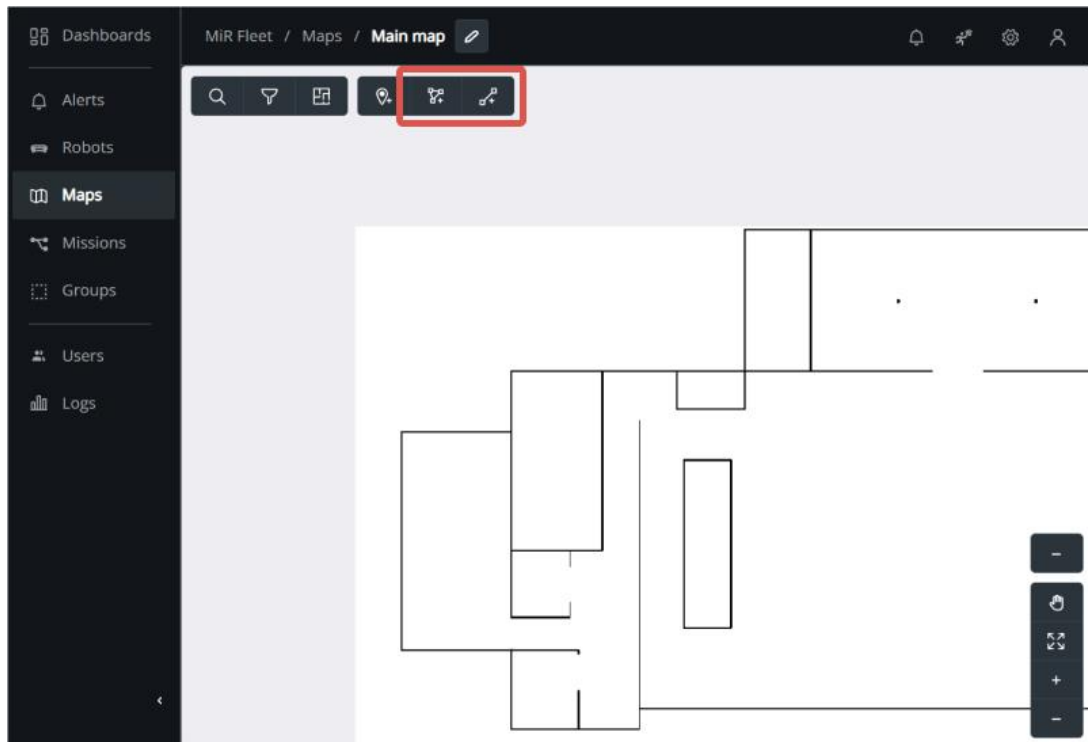 Dashboards
MiR Fleet / Maps / Main map
Alerts
Robots
Maps
Missions
Groups
Users
Logs